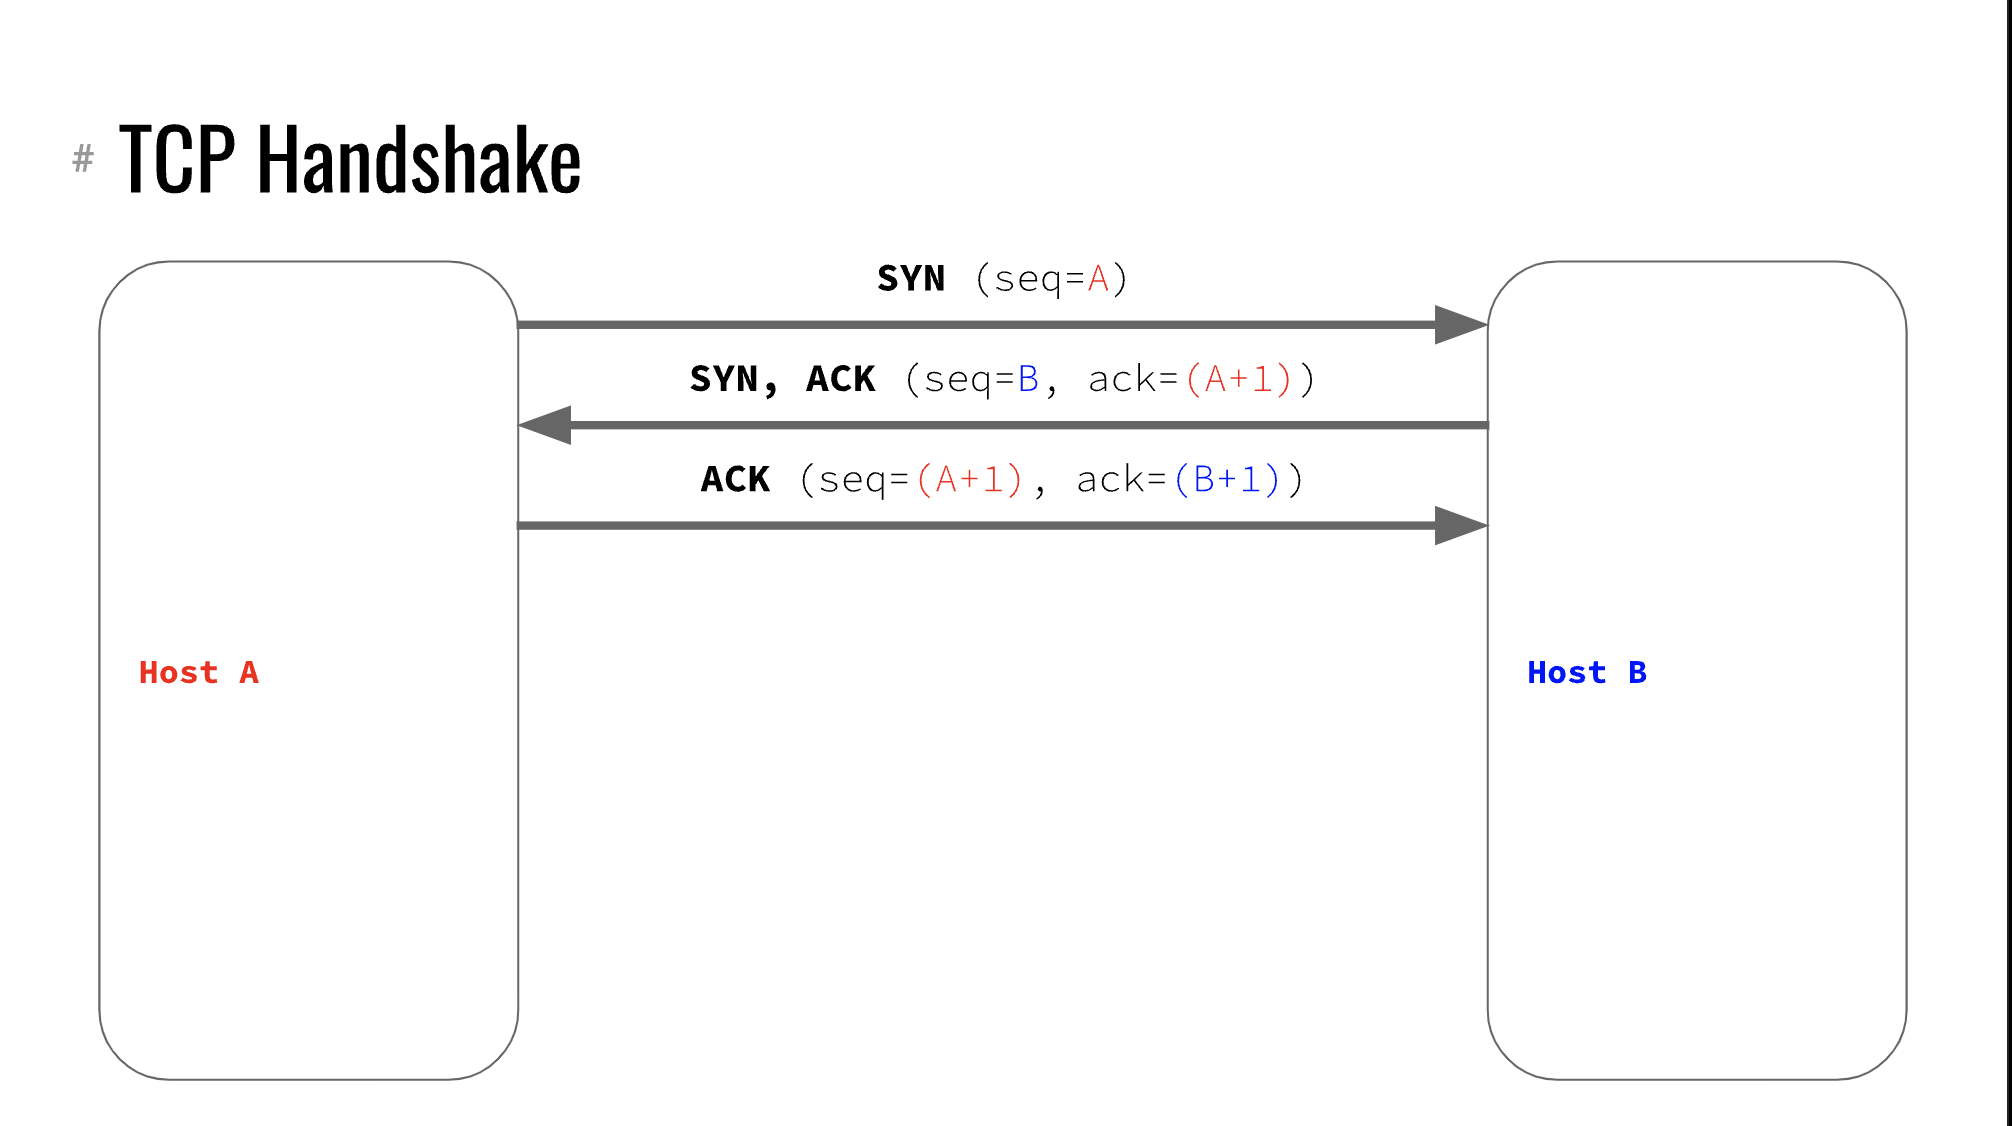 # TCP Handshake
SYN (seq=A)
SYN, ACK (seq=B, ack=(A+1))
ACK (seq=(A+1), ack=(B+1))
Host A
Host B